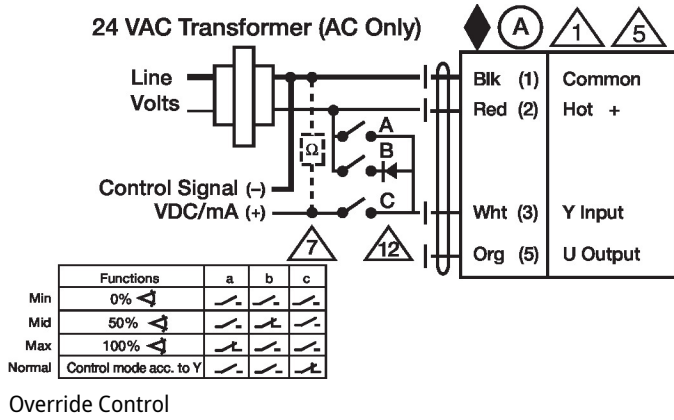 24 VAC Transformer (AC Only)
A
1
5
Line
Volts
Blk (1) Common
Red (2) Hot +
A
B
C
Ω
Control Signal (–)
VDC/mA (+)
Wht (3) Y Input
Org (5) U Output
7
12
Functions a b c
Min 0%
Mid 50%
Max 100%
Normal Control mode acc. to Y
Override Control